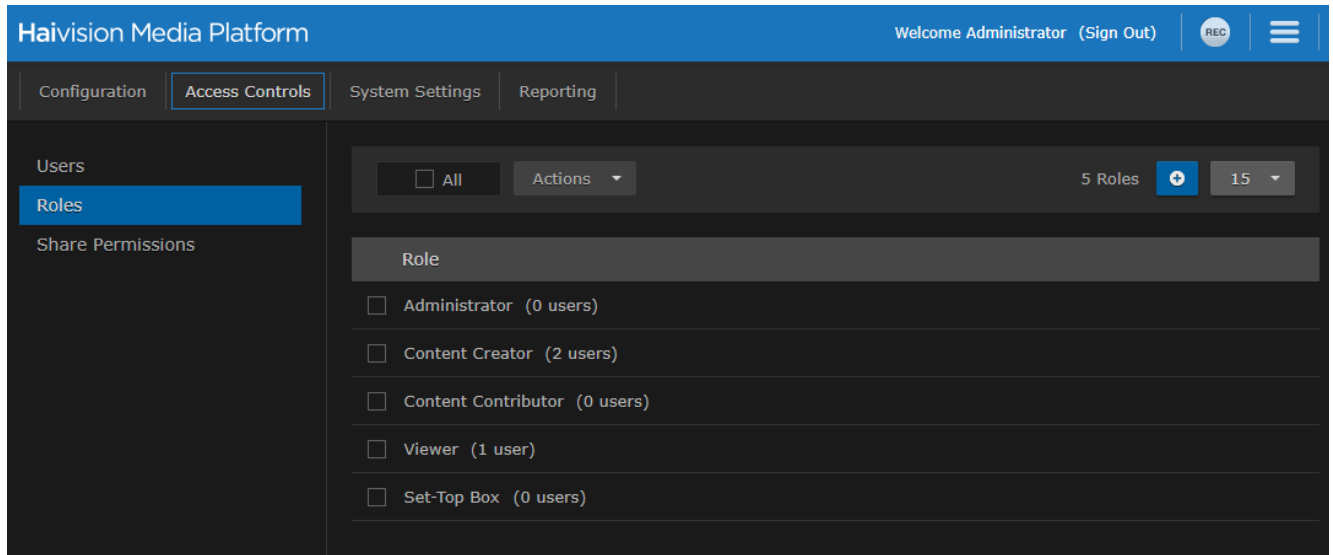 Haivision Media Platform
Welcome Administrator (Sign Out)
REC
Configuration
Access Controls
System Settings
Reporting
Users
Roles
Share Permissions
All
Actions
5 Roles
15
Role
Administrator (0 users)
Content Creator (2 users)
Content Contributor (0 users)
Viewer (1 user)
Set-Top Box (0 users)